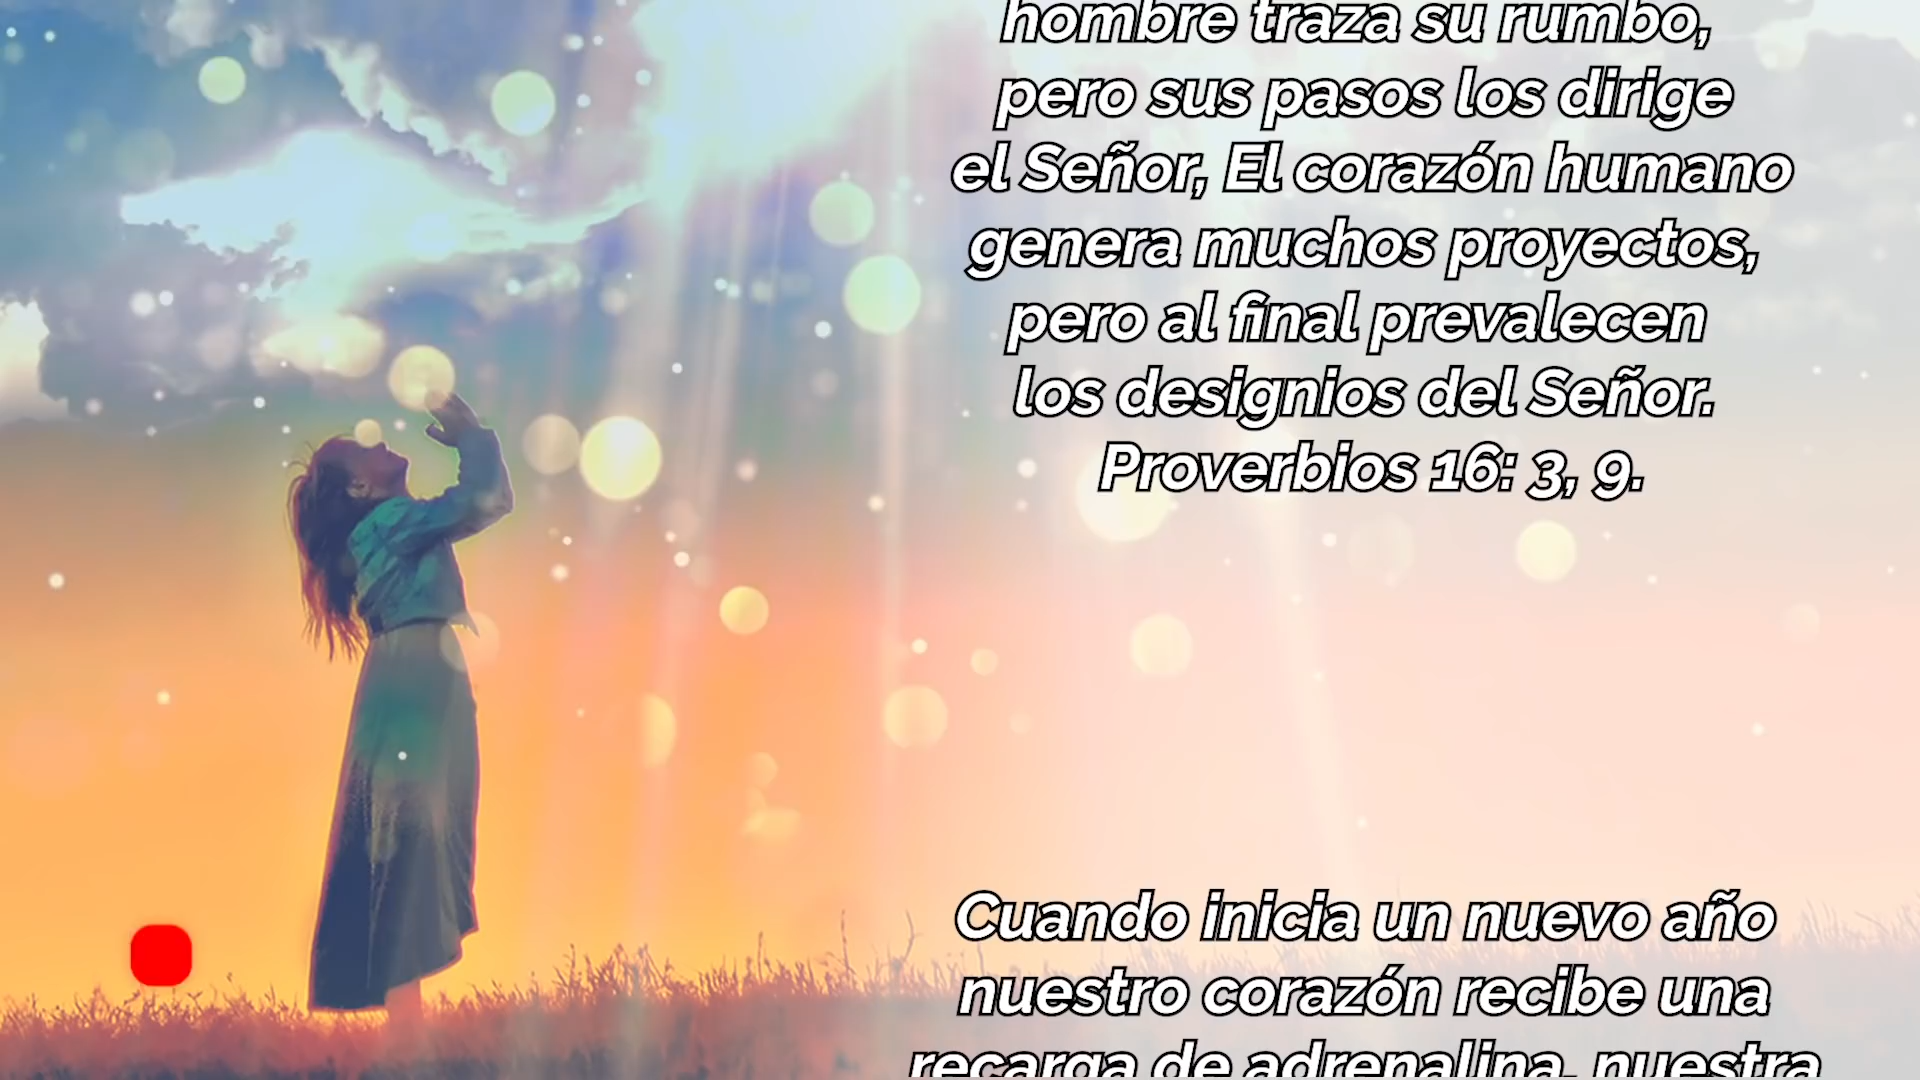 hombre traza su rumbo,
pero sus pasos los dirige
el Señor, El corazón humano
genera muchos proyectos,
pero al final prevalecen
los designios del Señor.
Proverbios 16: 3, 9.
Cuando inicia un nuevo año
nuestro corazón recibe una
recarga de adrenalina, nuestra